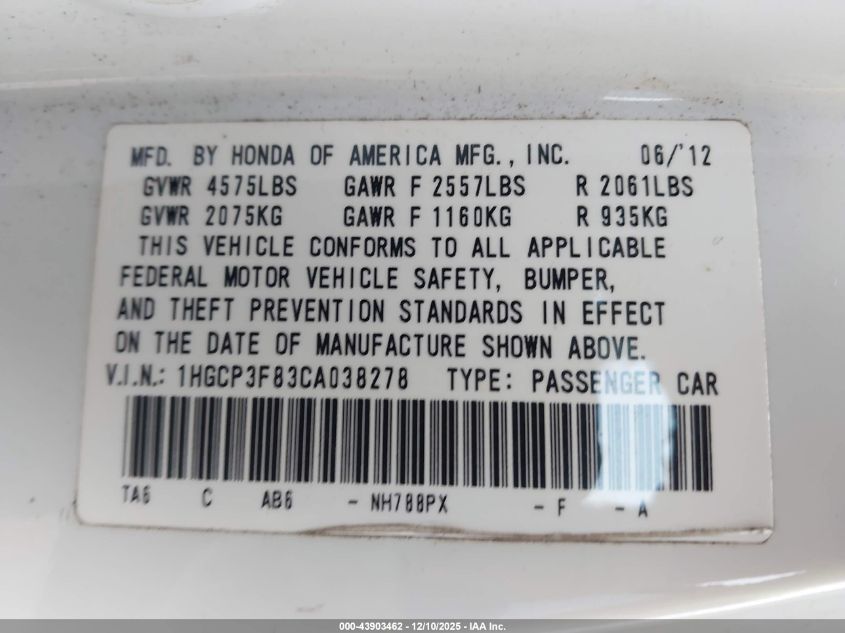 MFD. BY HONDA OF AMERICA MFG., INC. 06/'12
GVWR 4575LBS GAWR F 2557LBS R 2061LBS
GVWR 2075KG GAWR F 1160KG R 935KG
THIS VEHICLE CONFORMS TO ALL APPLICABLE
FEDERAL MOTOR VEHICLE SAFETY, BUMPER,
AND THEFT PREVENTION STANDARDS IN EFFECT
ON THE DATE OF MANUFACTURE SHOWN ABOVE.
V.I.N.: 1HGCP3F83CA038278 TYPE: PASSENGER CAR
TA6 C AB6 - NH788PX - F - A
000-43903462 - 12/10/2025 - IAA Inc.